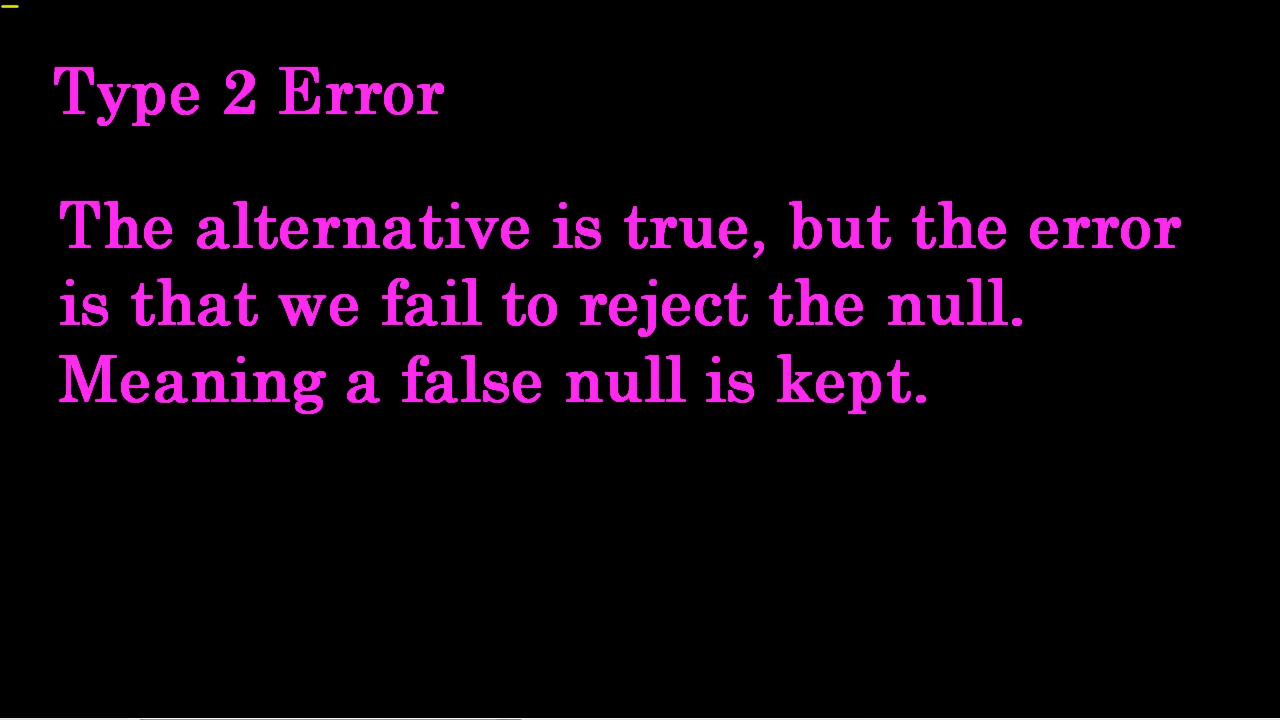 Type 2 Error
The alternative is true, but the error
is that we fail to reject the null.
Meaning a false null is kept.